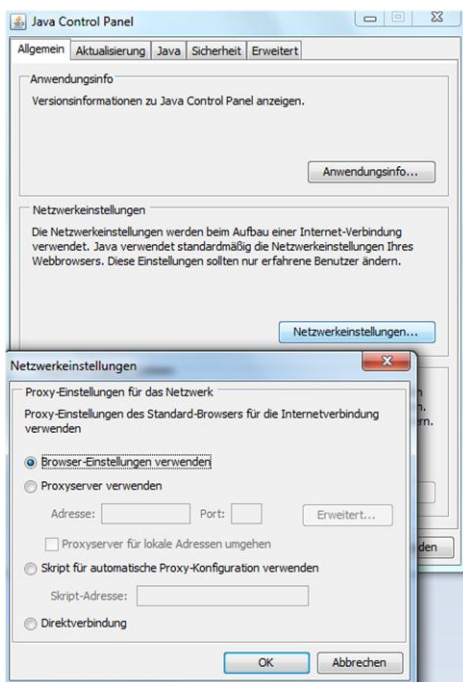 Java Control Panel
Allgemein Aktualisierung Java Sicherheit Erweitert
Anwendungsinfo
Versionsinformationen zu Java Control Panel anzeigen.
Anwendungsinfo...
Netzwerkeinstellungen
Die Netzwerkeinstellungen werden beim Aufbau einer Internet-Verbindung
verwendet. Java verwendet standardmäßig die Netzwerkeinstellungen Ihres
Webbrowsers. Diese Einstellungen sollten nur erfahrene Benutzer ändern.
Netzwerkeinstellungen...
Netzwerkeinstellungen
Proxy-Einstellungen für das Netzwerk
Proxy-Einstellungen des Standard-Browsers für die Internetverbindung
verwenden
Browser-Einstellungen verwenden
Proxyserver verwenden
Adresse: Port: Erweitert...
Proxyserver für lokale Adressen umgehen
Skript für automatische Proxy-Konfiguration verwenden
Skript-Adresse:
Direktverbindung
OK Abbrechen